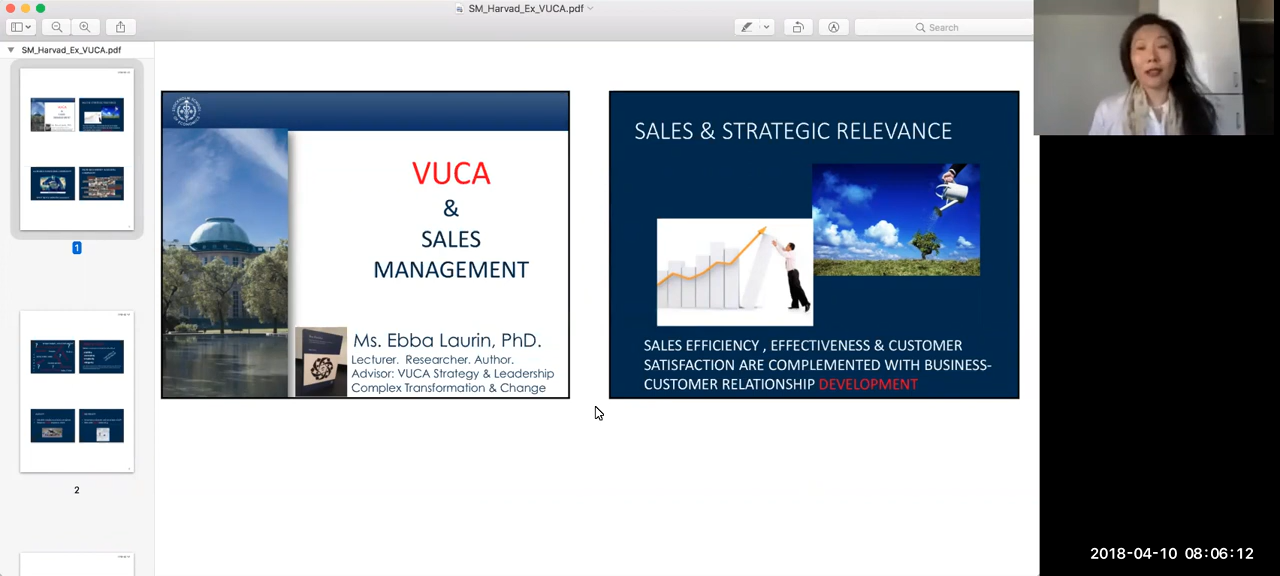 SM_Harvad_Ex_VUCA.pdf
Search
SM_Harvad_Ex_VUCA.pdf
1
2
VUCA
&
SALES
MANAGEMENT
Ms. Ebba Laurin, PhD.
Lecturer. Researcher. Author.
Advisor: VUCA Strategy & Leadership
Complex Transformation & Change
SALES & STRATEGIC RELEVANCE
SALES EFFICIENCY , EFFECTIVENESS & CUSTOMER
SATISFACTION ARE COMPLEMENTED WITH BUSINESS-
CUSTOMER RELATIONSHIP DEVELOPMENT
2018-04-10 08:06:12